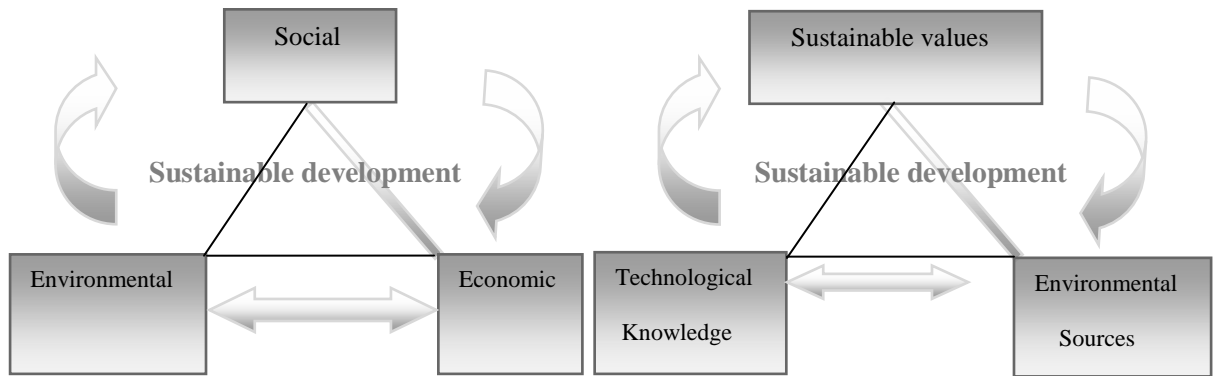 Social
Sustainable development
Environmental
Economic
Sustainable values
Sustainable development
Technological
Knowledge
Environmental
Sources